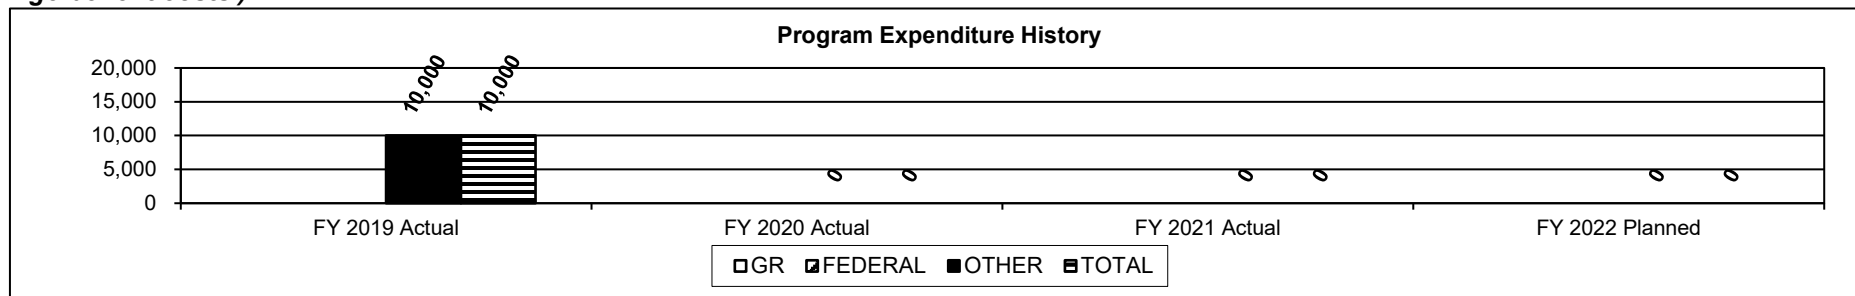 Program Expenditure History
20,000
15,000
10,000
5,000
0
10,000
10,000
0
0
0
0
0
0
FY 2019 Actual
FY 2020 Actual
FY 2021 Actual
FY 2022 Planned
GR FEDERAL OTHER TOTAL